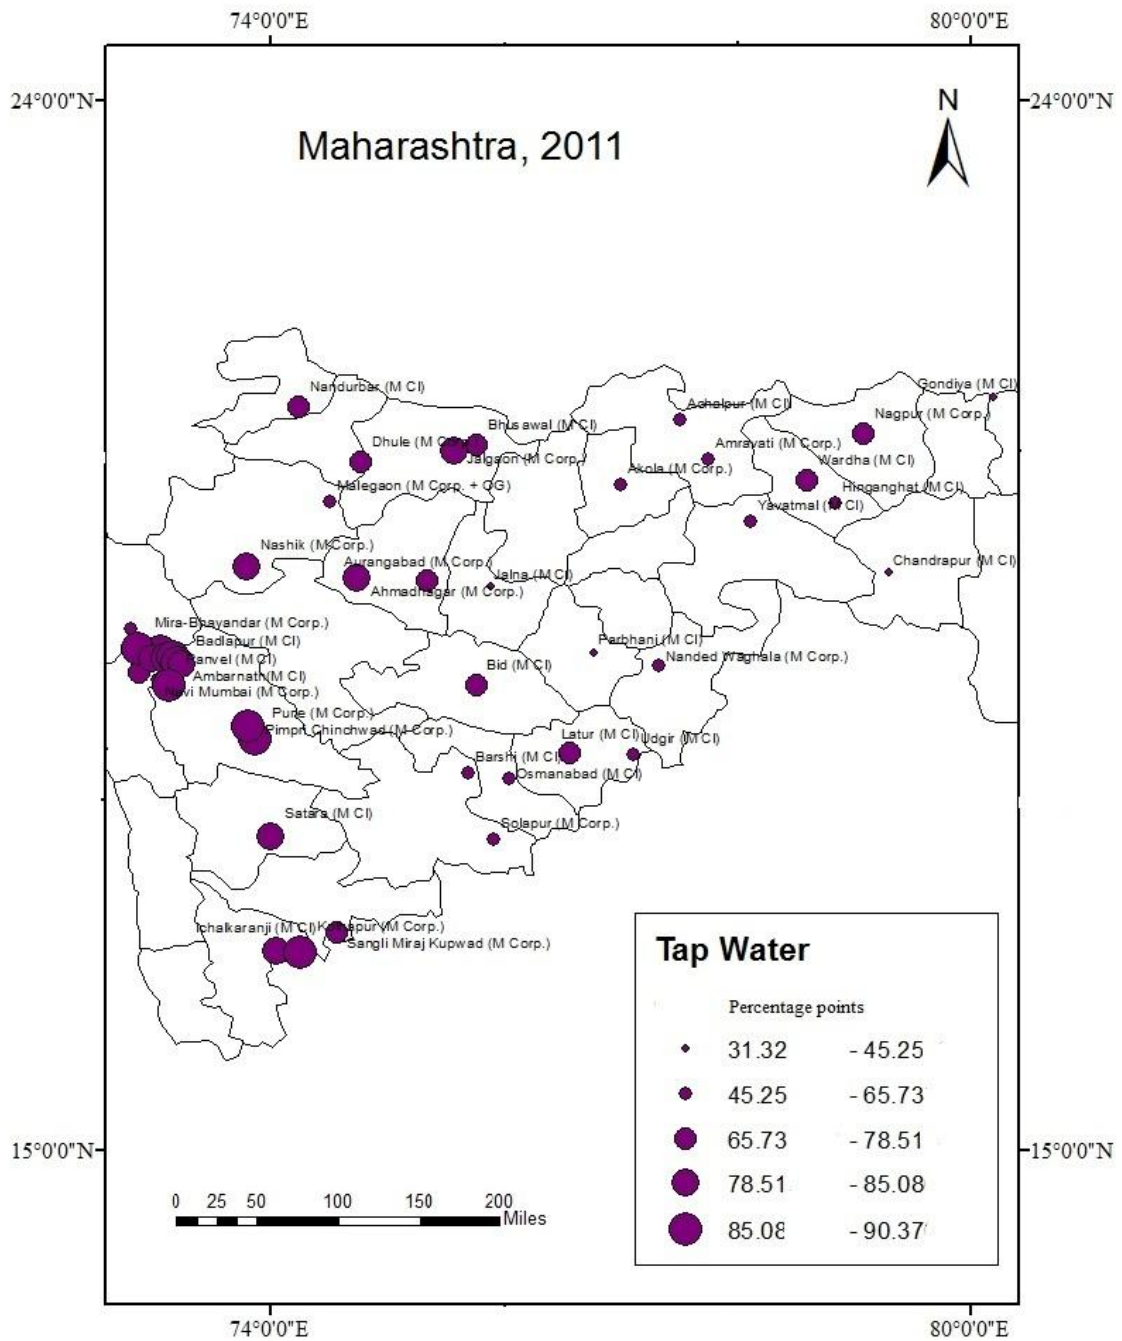 74°0'0"E 80°0'0"E
24°0'0"N 24°0'0"N
N
Maharashtra, 2011
Nandurbar (M Cl)
Gondiya (M Cl)
Achalpur (M Cl)
Nagpur (M Corp.)
Bhusawal (M Cl)
Dhule (M Corp.)
Amravati (M Corp.)
Jalgaon (M Corp.)
Wardha (M Cl)
Akola (M Corp.)
Malegaon (M Corp. + OG)
Hinganghat (M Cl)
Yavatmal (M Cl)
Nashik (M Corp.)
Aurangabad (M Corp.)
Chandrapur (M Cl)
Jalna (M Cl)
Ahmadnagar (M Corp.)
Mira-Bhayandar (M Corp.)
Badlapur (M Cl)
Parbhani (M Cl)
Panvel (M Cl)
Nanded Waghala (M Corp.)
Bid (M Cl)
Ambarnath (M Cl)
Navi Mumbai (M Corp.)
Pune (M Corp.)
Pimpri Chinchwad (M Corp.)
Latur (M Cl)
Udgir (M Cl)
Barshi (M Cl)
Osmanabad (M Cl)
Satara (M Cl)
Solapur (M Corp.)
Ichalkaranji (M Cl)
Kolhapur (M Corp.)
Sangli Miraj Kupwad (M Corp.)
Tap Water
Percentage points
31.32 - 45.25
45.25 - 65.73
65.73 - 78.51
78.51 - 85.08
85.08 - 90.37
15°0'0"N 15°0'0"N
0 25 50 100 150 200
Miles
74°0'0"E 80°0'0"E